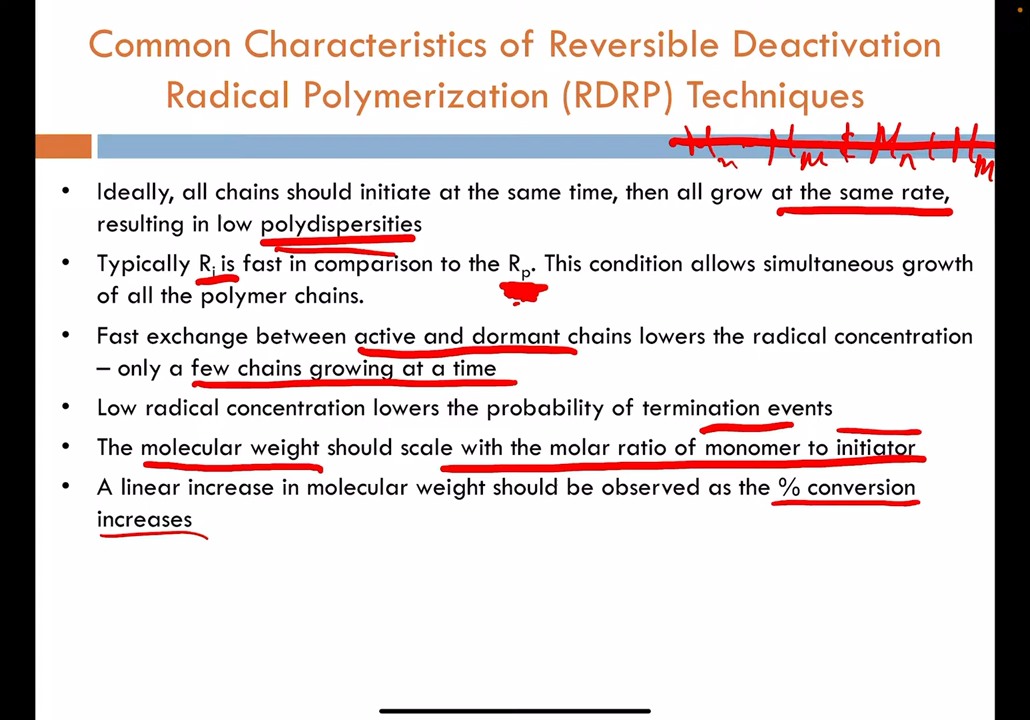 Common Characteristics of Reversible Deactivation
Radical Polymerization (RDRP) Techniques
• Ideally, all chains should initiate at the same time, then all grow at the same rate,
resulting in low polydispersities
• Typically Ri is fast in comparison to the Rp. This condition allows simultaneous growth
of all the polymer chains.
• Fast exchange between active and dormant chains lowers the radical concentration
– only a few chains growing at a time
• Low radical concentration lowers the probability of termination events
• The molecular weight should scale with the molar ratio of monomer to initiator
• A linear increase in molecular weight should be observed as the % conversion
increases